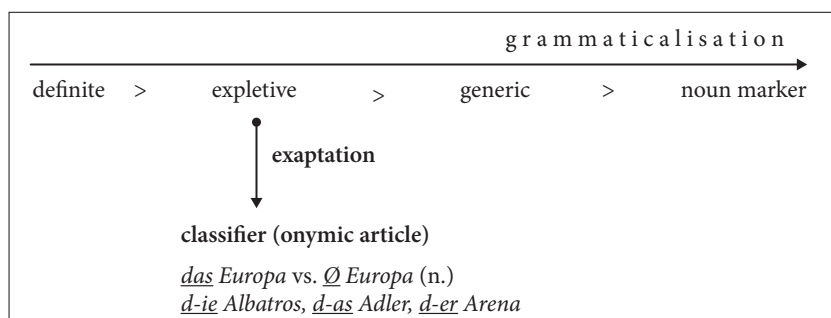 grammaticalisation
definite > expletive > generic > noun marker
exaptation
classifier (onymic article)
das Europa vs. Ø Europa (n.)
d-ie Albatros, d-as Adler, d-er Arena